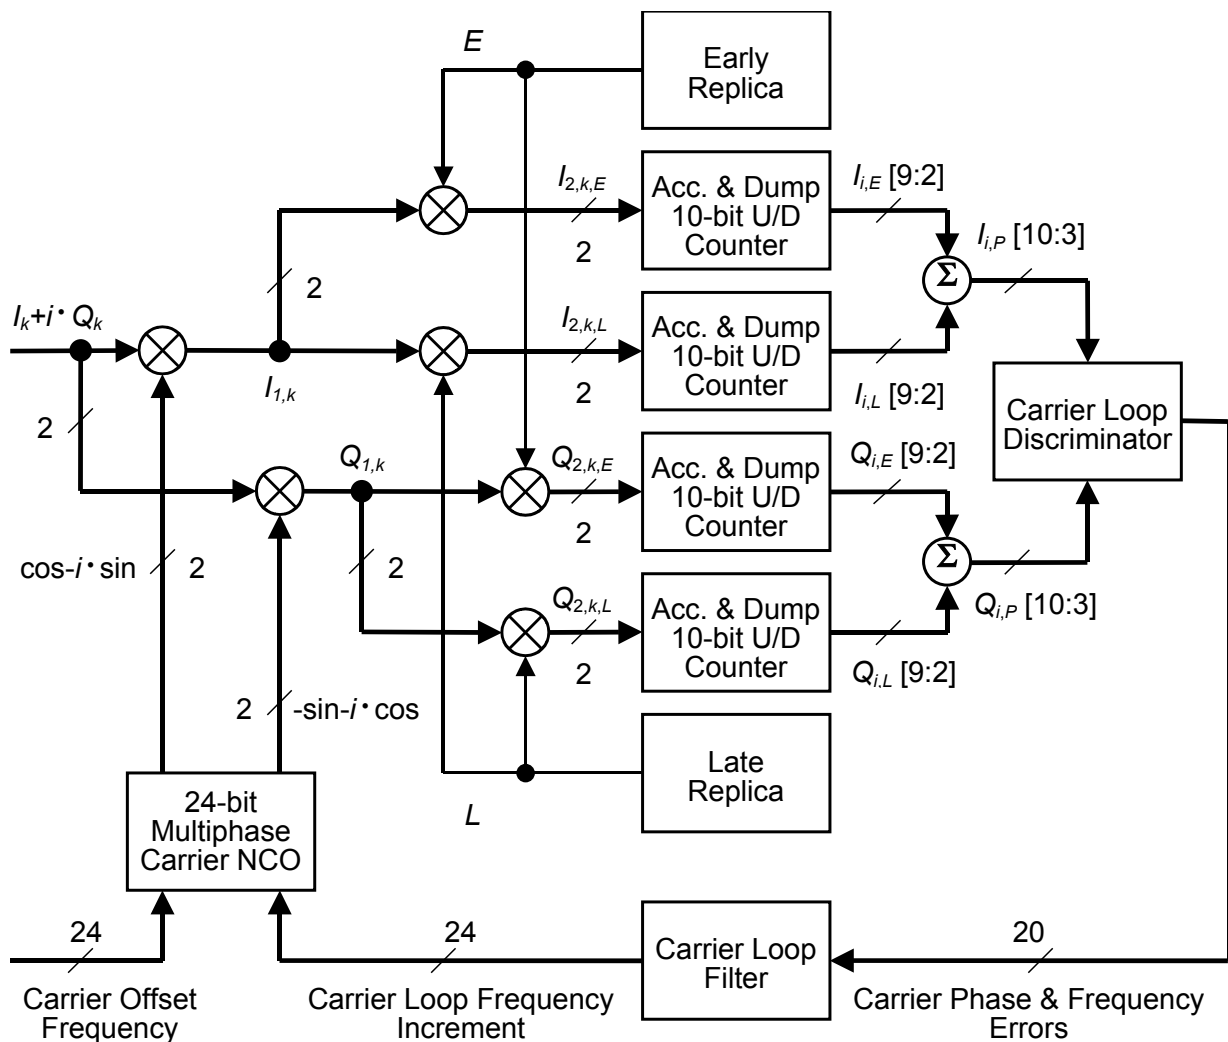 E
Early
Replica
I2,k,E
2
Acc. & Dump
10-bit U/D
Counter
Ii,E [9:2]
Ii,P [10:3]
Σ
2
Ik+i·Qk
I1,k
I2,k,L
2
Acc. & Dump
10-bit U/D
Counter
Ii,L [9:2]
Carrier Loop
Discriminator
2
Q1,k
Q2,k,E
2
Acc. & Dump
10-bit U/D
Counter
Qi,E [9:2]
Σ
cos-i·sin
2
2
Q2,k,L
2
Acc. & Dump
10-bit U/D
Counter
Qi,P [10:3]
Qi,L [9:2]
2
-sin-i·cos
L
Late
Replica
24-bit
Multiphase
Carrier NCO
24
24
Carrier Loop
Filter
20
Carrier Offset
Frequency
Carrier Loop Frequency
Increment
Carrier Phase & Frequency
Errors